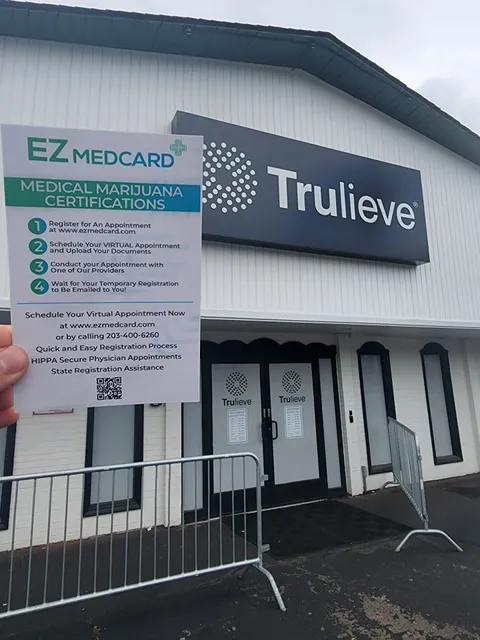 EZ MEDCARD
MEDICAL MARIJUANA
CERTIFICATIONS
1 Register for An Appointment
at www.ezmedcard.com
2 Schedule Your VIRTUAL Appointment
and Upload Your Documents
3 Conduct your Appointment with
One of Our Providers
4 Wait for Your Temporary Registration
to Be Emailed to You!
Schedule Your Virtual Appointment Now
at www.ezmedcard.com
or by calling 203-400-6260
Quick and Easy Registration Process
HIPPA Secure Physician Appointments
State Registration Assistance
Trulieve®
Trulieve
Trulieve